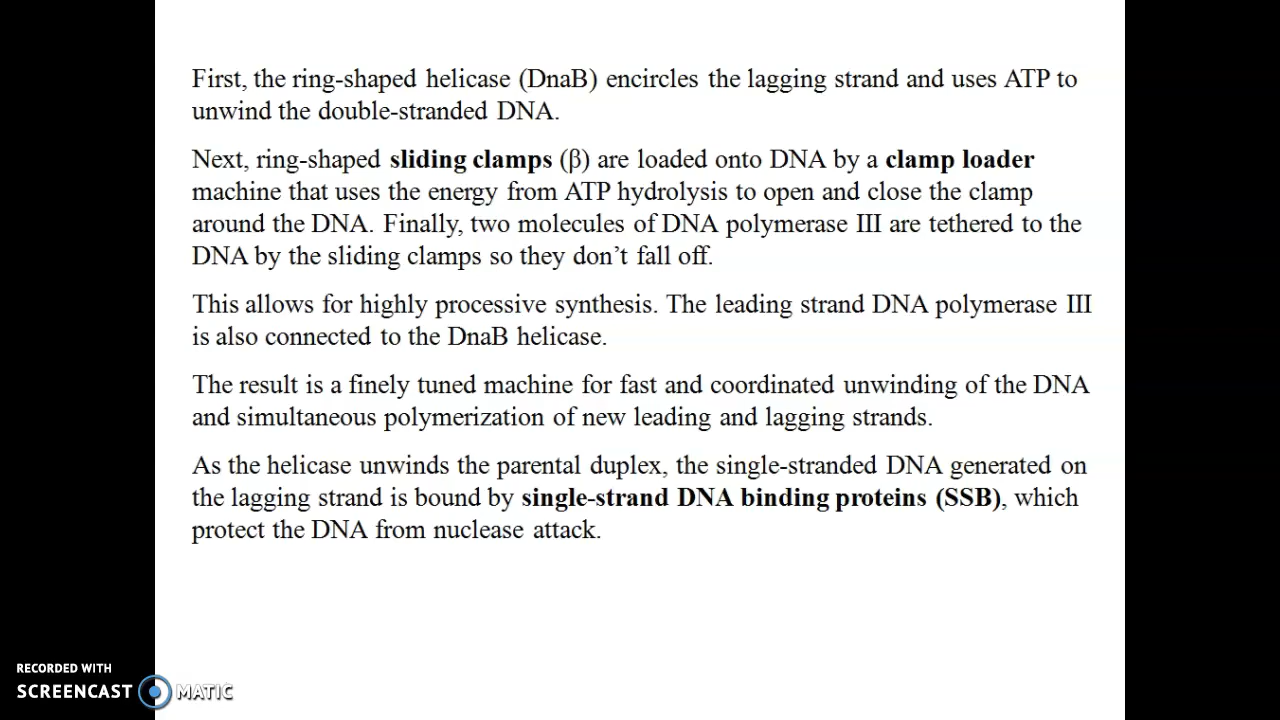 First, the ring-shaped helicase (DnaB) encircles the lagging strand and uses ATP to
unwind the double-stranded DNA.
Next, ring-shaped sliding clamps (β) are loaded onto DNA by a clamp loader
machine that uses the energy from ATP hydrolysis to open and close the clamp
around the DNA. Finally, two molecules of DNA polymerase III are tethered to the
DNA by the sliding clamps so they don’t fall off.
This allows for highly processive synthesis. The leading strand DNA polymerase III
is also connected to the DnaB helicase.
The result is a finely tuned machine for fast and coordinated unwinding of the DNA
and simultaneous polymerization of new leading and lagging strands.
As the helicase unwinds the parental duplex, the single-stranded DNA generated on
the lagging strand is bound by single-strand DNA binding proteins (SSB), which
protect the DNA from nuclease attack.
RECORDED WITH
SCREENCAST MATIC